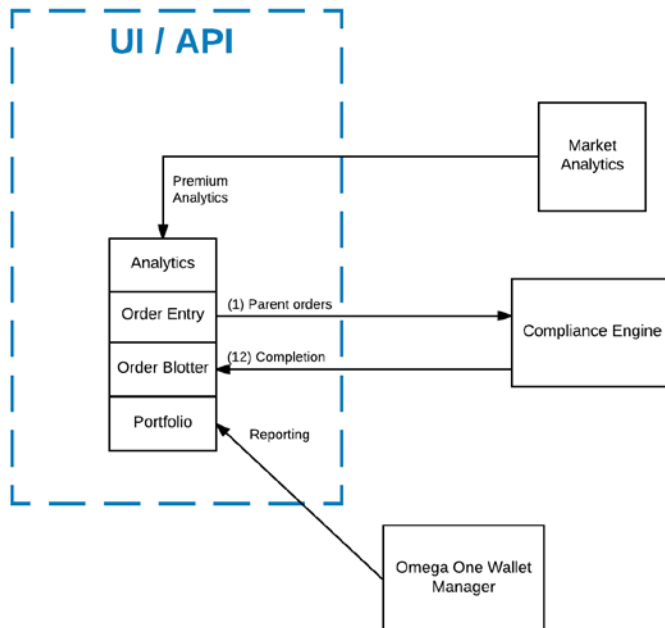 UI / API
Market
Analytics
Premium
Analytics
Analytics
Order Entry
(1) Parent orders
Compliance Engine
Order Blotter
(12) Completion
Portfolio
Reporting
Omega One Wallet
Manager